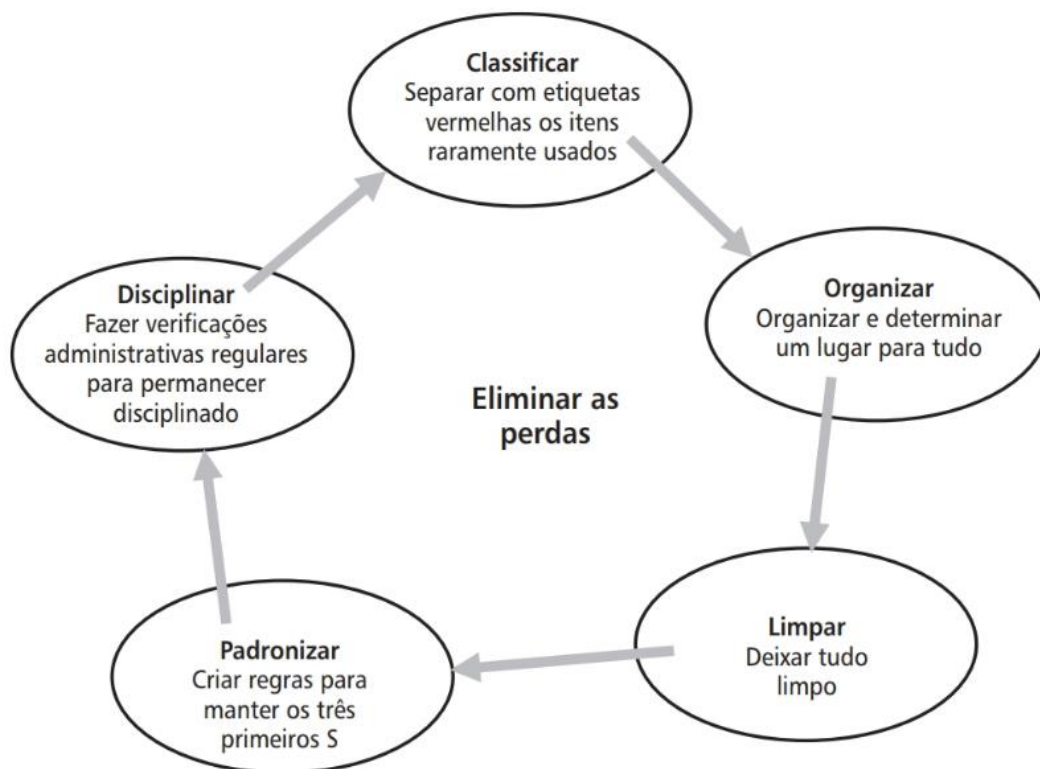 Classificar
Separar com etiquetas
vermelhas os itens
raramente usados
Organizar
Organizar e determinar
um lugar para tudo
Limpar
Deixar tudo
limpo
Padronizar
Criar regras para
manter os três
primeiros S
Disciplinar
Fazer verificações
administrativas regulares
para permanecer
disciplinado
Eliminar as
perdas